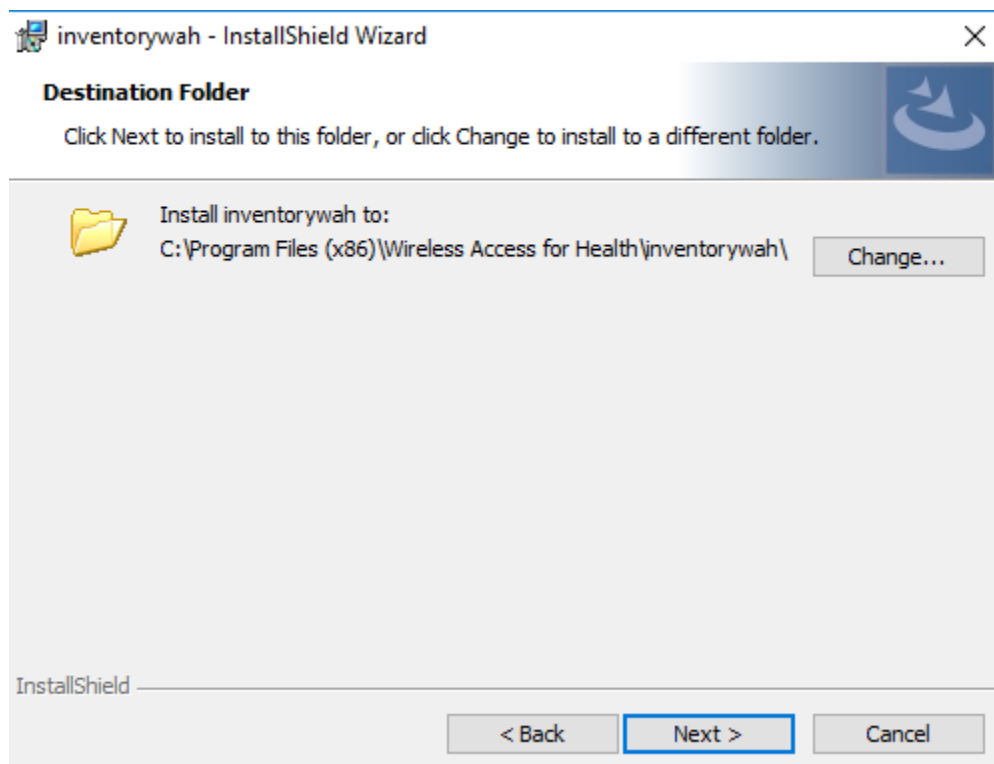 inventorywah - InstallShield Wizard
Destination Folder
Click Next to install to this folder, or click Change to install to a different folder.
Install inventorywah to:
C:\Program Files (x86)\Wireless Access for Health\inventorywah\
Change...
InstallShield
< Back
Next >
Cancel